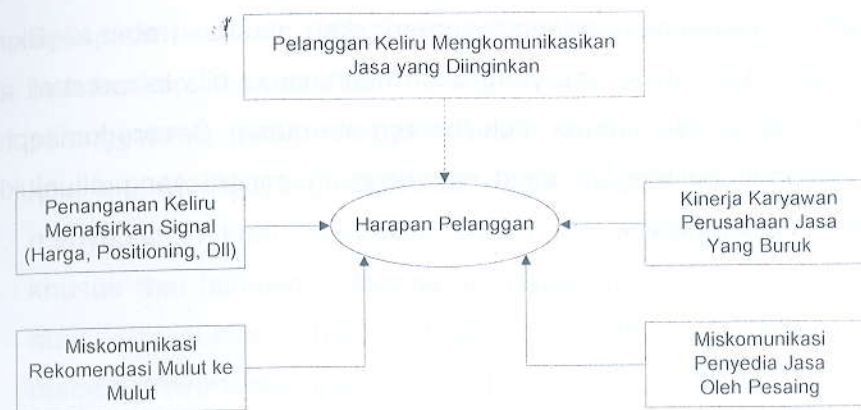 Pelanggan Keliru Mengkomunikasikan
Jasa yang Diinginkan
Penanganan Keliru
Menafsirkan Signal
(Harga, Positioning, Dll)
Harapan Pelanggan
Kinerja Karyawan
Perusahaan Jasa
Yang Buruk
Miskomunikasi
Rekomendasi Mulut ke
Mulut
Miskomunikasi
Penyedia Jasa
Oleh Pesaing